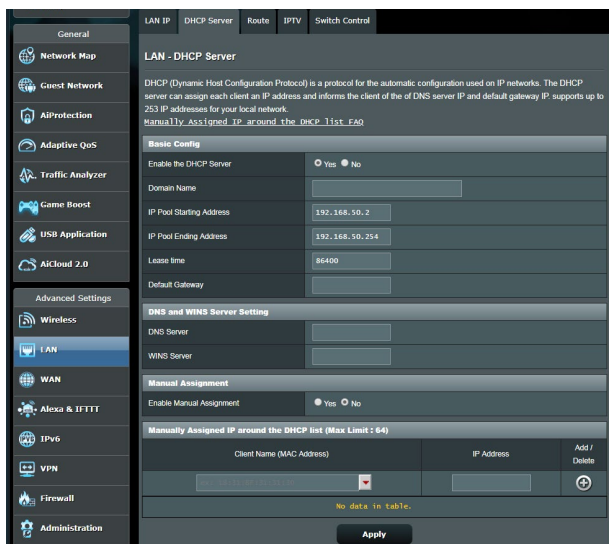 General
Network Map
Guest Network
AiProtection
Adaptive QoS
Traffic Analyzer
Game Boost
USB Application
AiCloud 2.0
Advanced Settings
Wireless
LAN
WAN
Alexa & IFTTT
IPv6
VPN
Firewall
Administration
LAN IP DHCP Server Route IPTV Switch Control
LAN - DHCP Server
DHCP (Dynamic Host Configuration Protocol) is a protocol for the automatic configuration used on IP networks. The DHCP
server can assign each client an IP address and informs the client of the of DNS server IP and default gateway IP. supports up to
253 IP addresses for your local network.
Manually Assigned IP around the DHCP list FAQ
Basic Config
Enable the DHCP Server Yes No
Domain Name
IP Pool Starting Address 192.168.50.2
IP Pool Ending Address 192.168.50.254
Lease time 86400
Default Gateway
DNS and WINS Server Setting
DNS Server
WINS Server
Manual Assignment
Enable Manual Assignment Yes No
Manually Assigned IP around the DHCP list (Max Limit : 64)
Client Name (MAC Address) IP Address Add / Delete
No data in table.
Apply